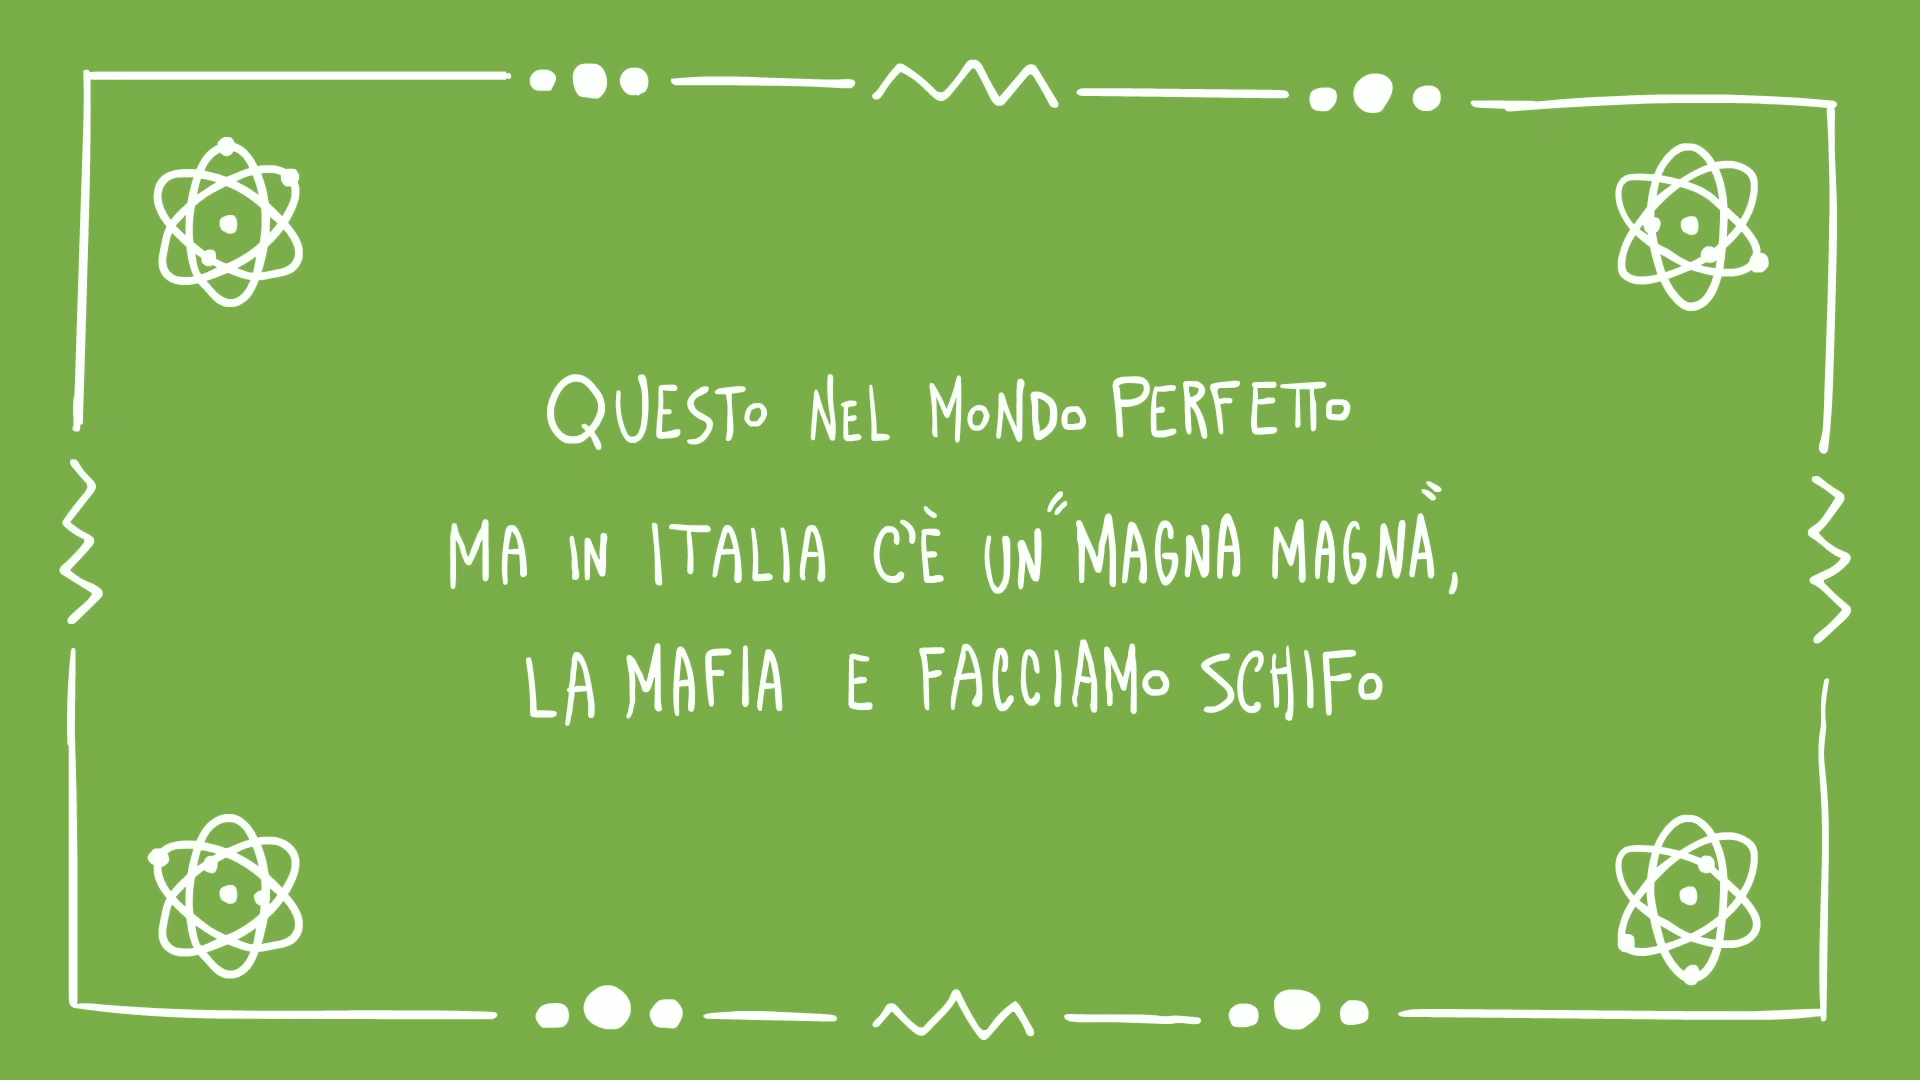 QUESTO NEL MONDO PERFETTO
MA IN ITALIA C'È UN "MAGNA MAGNA",
LA MAFIA E FACCIAMO SCHIFO